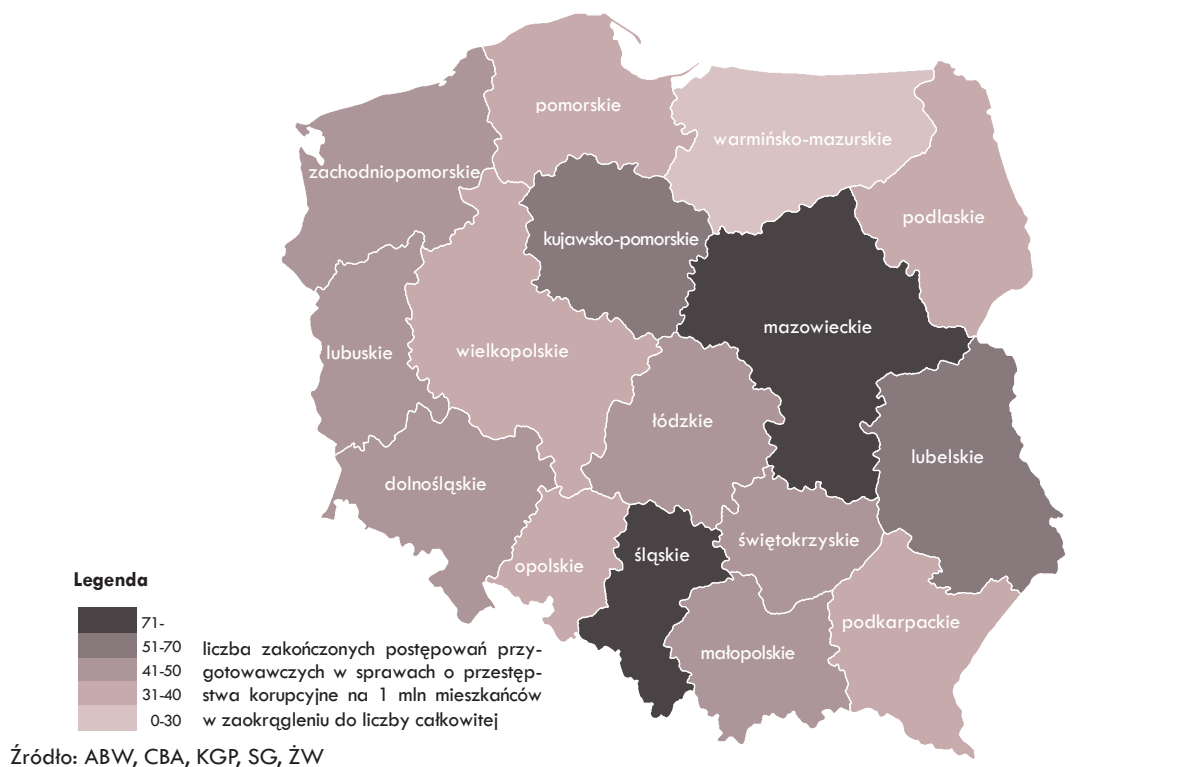 pomorskie
warmińsko-mazurskie
zachodniopomorskie
podlaskie
kujawsko-pomorskie
mazowieckie
lubuskie
wielkopolskie
łódzkie
lubelskie
dolnośląskie
świętokrzyskie
śląskie
opolskie
podkarpackie
małopolskie
Legenda
71-
51-70
41-50
31-40
0-30
liczba zakończonych postępowań przy-
gotowawczych w sprawach o przestęp-
stwa korupcyjne na 1 mln mieszkańców
w zaokrągleniu do liczby całkowitej
Źródło: ABW, CBA, KGP, SG, ŻW